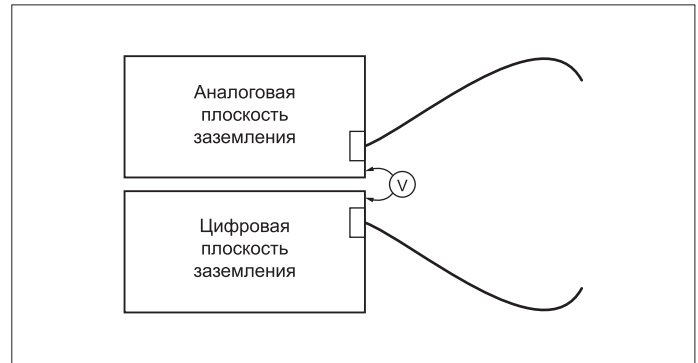 Аналоговая
плоскость
заземления
V
Цифровая
плоскость
заземления